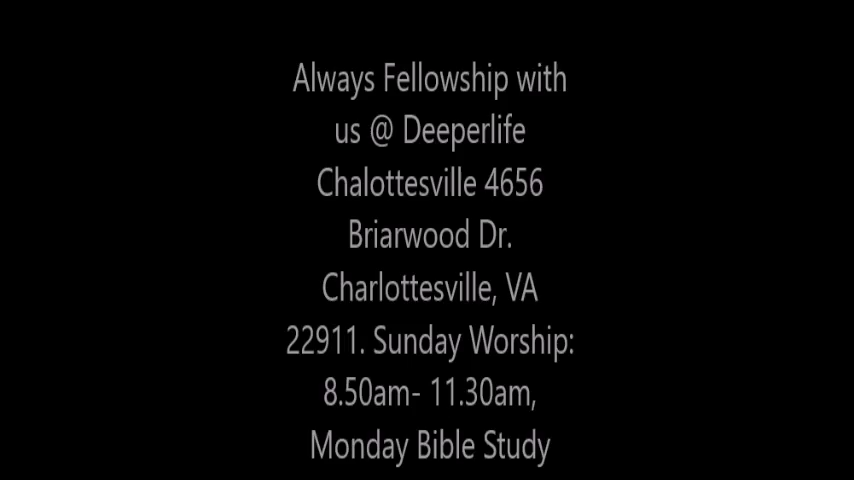 Always Fellowship with
us @ Deeperlife
Chalottesville 4656
Briarwood Dr.
Charlottesville, VA
22911. Sunday Worship:
8.50am- 11.30am,
Monday Bible Study